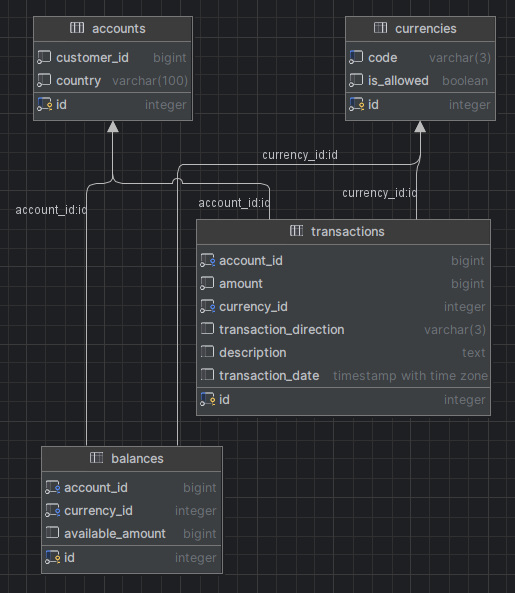 accounts
customer_id bigint
country varchar(100)
id integer
currencies
code varchar(3)
is_allowed boolean
id integer
currency_id:id
account_id:id
account_id:id
currency_id:id
transactions
account_id bigint
amount bigint
currency_id integer
transaction_direction varchar(3)
description text
transaction_date timestamp with time zone
id integer
balances
account_id bigint
currency_id integer
available_amount bigint
id integer